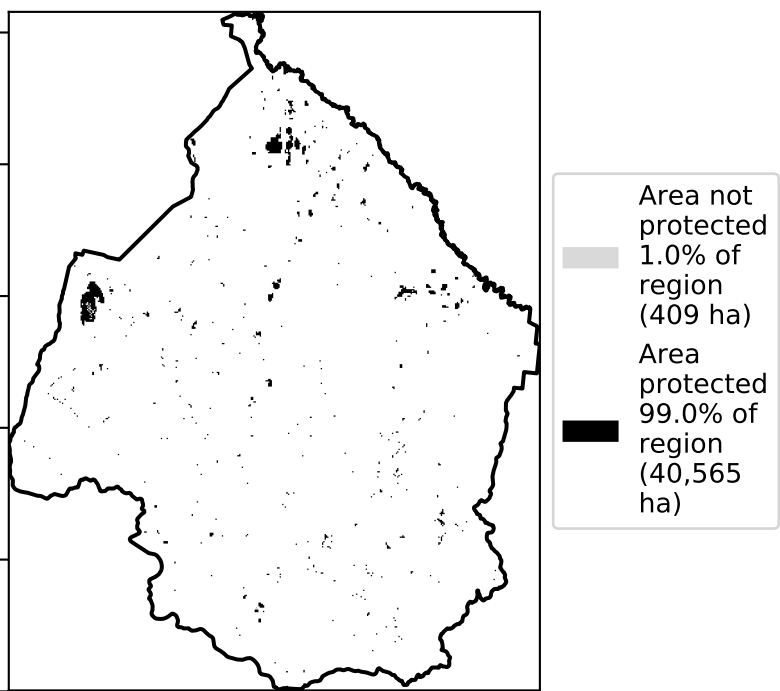 Area not
protected
1.0% of
region
(409 ha)
Area
protected
99.0% of
region
(40,565
ha)